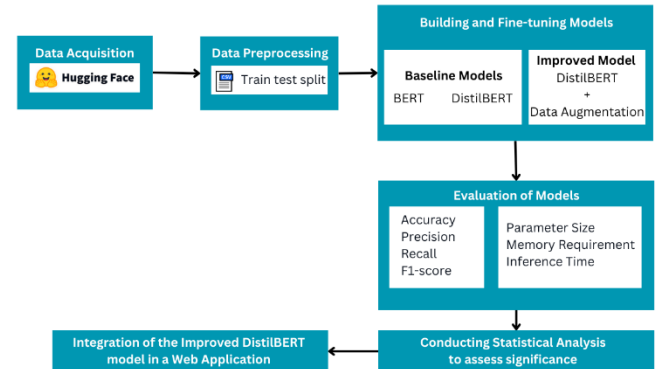 Data Acquisition
Hugging Face
Data Preprocessing
CSV
Train test split
Building and Fine-tuning Models
Baseline Models
BERT DistilBERT
Improved Model
DistilBERT
+
Data Augmentation
Evaluation of Models
Accuracy
Precision
Recall
F1-score
Parameter Size
Memory Requirement
Inference Time
Conducting Statistical Analysis
to assess significance
Integration of the Improved DistilBERT
model in a Web Application